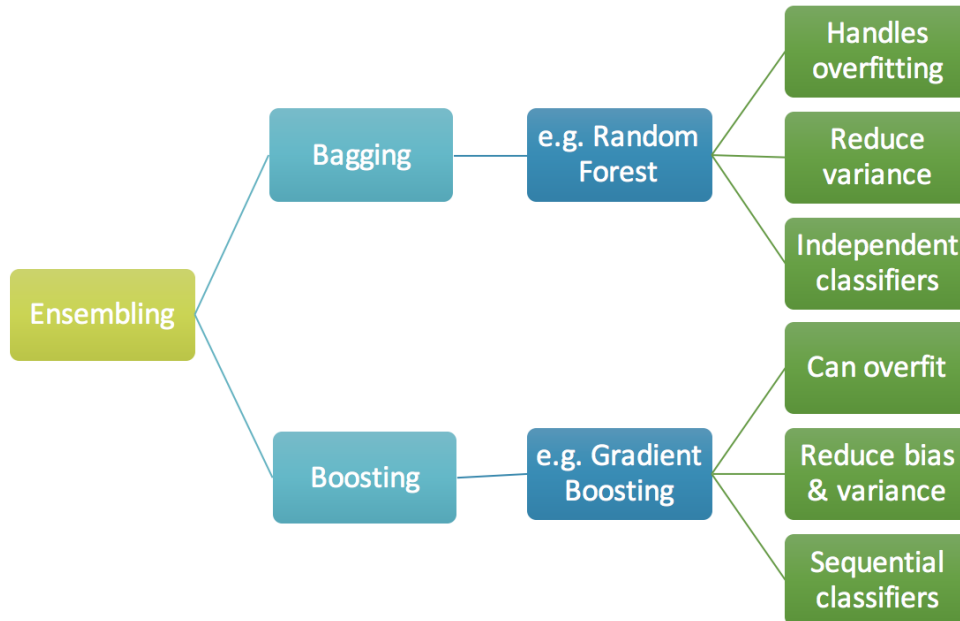 Ensembling
Bagging
e.g. Random
Forest
Handles
overfitting
Reduce
variance
Independent
classifiers
Boosting
e.g. Gradient
Boosting
Can overfit
Reduce bias
& variance
Sequential
classifiers